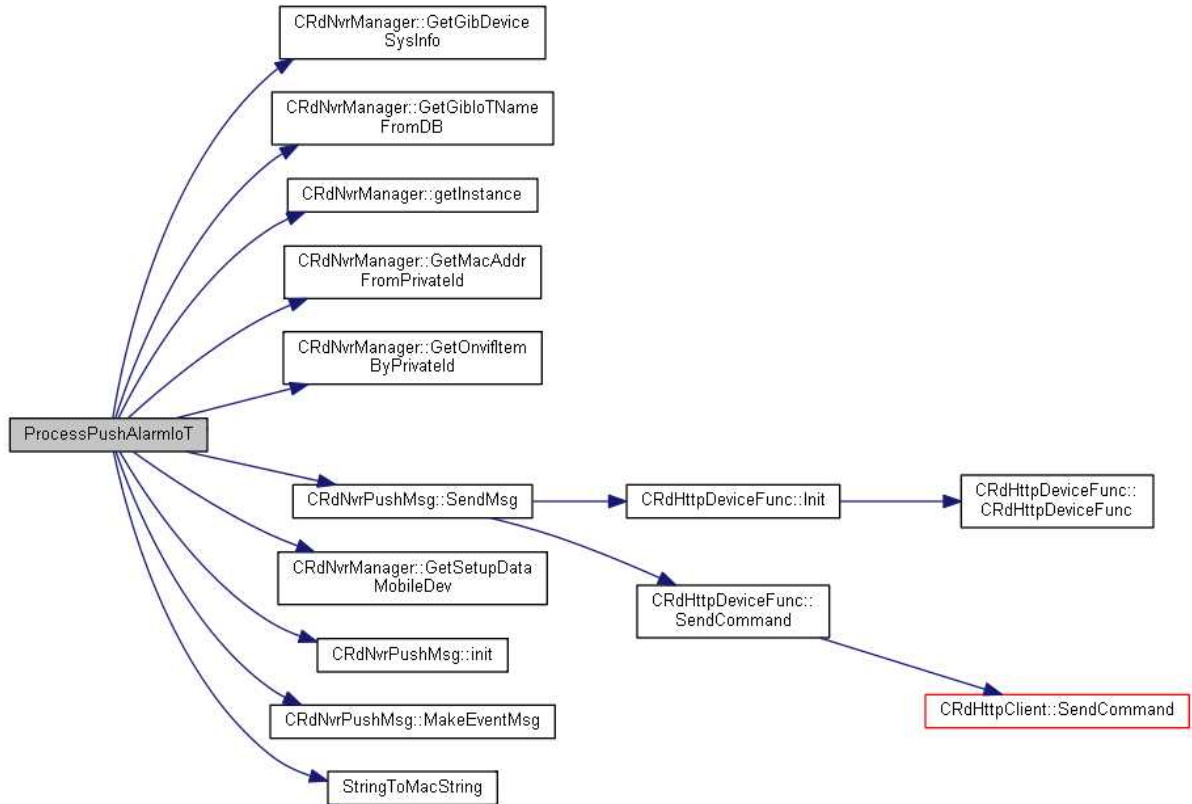 CRdNvrManager::GetGibDevice
SysInfo
CRdNvrManager::GetGibIoTName
FromDB
CRdNvrManager::getInstance
CRdNvrManager::GetMacAddr
FromPrivateId
CRdNvrManager::GetOnvifItem
ByPrivateId
ProcessPushAlarmIoT
CRdNvrPushMsg::SendMsg
CRdHttpDeviceFunc::Init
CRdHttpDeviceFunc::
CRdHttpDeviceFunc
CRdNvrManager::GetSetupData
MobileDev
CRdHttpDeviceFunc::
SendCommand
CRdNvrPushMsg::init
CRdNvrPushMsg::MakeEventMsg
CRdHttpClient::SendCommand
StringToMacString